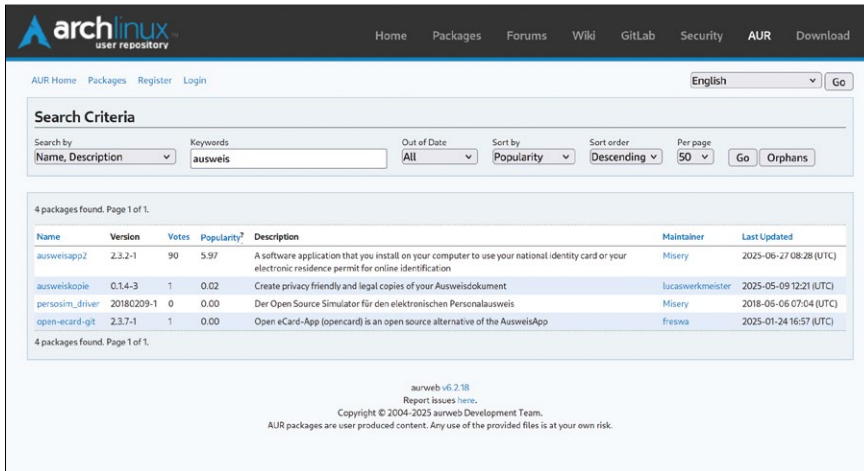 archlinux™
user repository
Home Packages Forums Wiki GitLab Security AUR Download
AUR Home Packages Register Login
English Go
Search Criteria
Search by Keywords Out of Date Sort by Sort order Per page
Name, Description ausweis All Popularity Descending 50 Go Orphans
4 packages found. Page 1 of 1.
Name Version Votes Popularity? Description Maintainer Last Updated
ausweisapp2 2.3.2-1 90 5.97 A software application that you install on your computer to use your national identity card or your Misery 2025-06-27 08:28 (UTC)
electronic residence permit for online identification
ausweiskopie 0.1.4-3 1 0.02 Create privacy friendly and legal copies of your Ausweisdokument lucaswerkmeister 2025-05-09 12:21 (UTC)
persosim_driver 20180209-1 0 0.00 Der Open Source Simulator für den elektronischen Personalausweis Misery 2018-06-06 07:04 (UTC)
open-ecard-git 2.3.7-1 1 0.00 Open eCard-App (opencard) is an open source alternative of the AusweisApp freswa 2025-01-24 16:57 (UTC)
4 packages found. Page 1 of 1.
aurweb v6.2.18
Report issues here.
Copyright © 2004-2025 aurweb Development Team.
AUR packages are user produced content. Any use of the provided files is at your own risk.